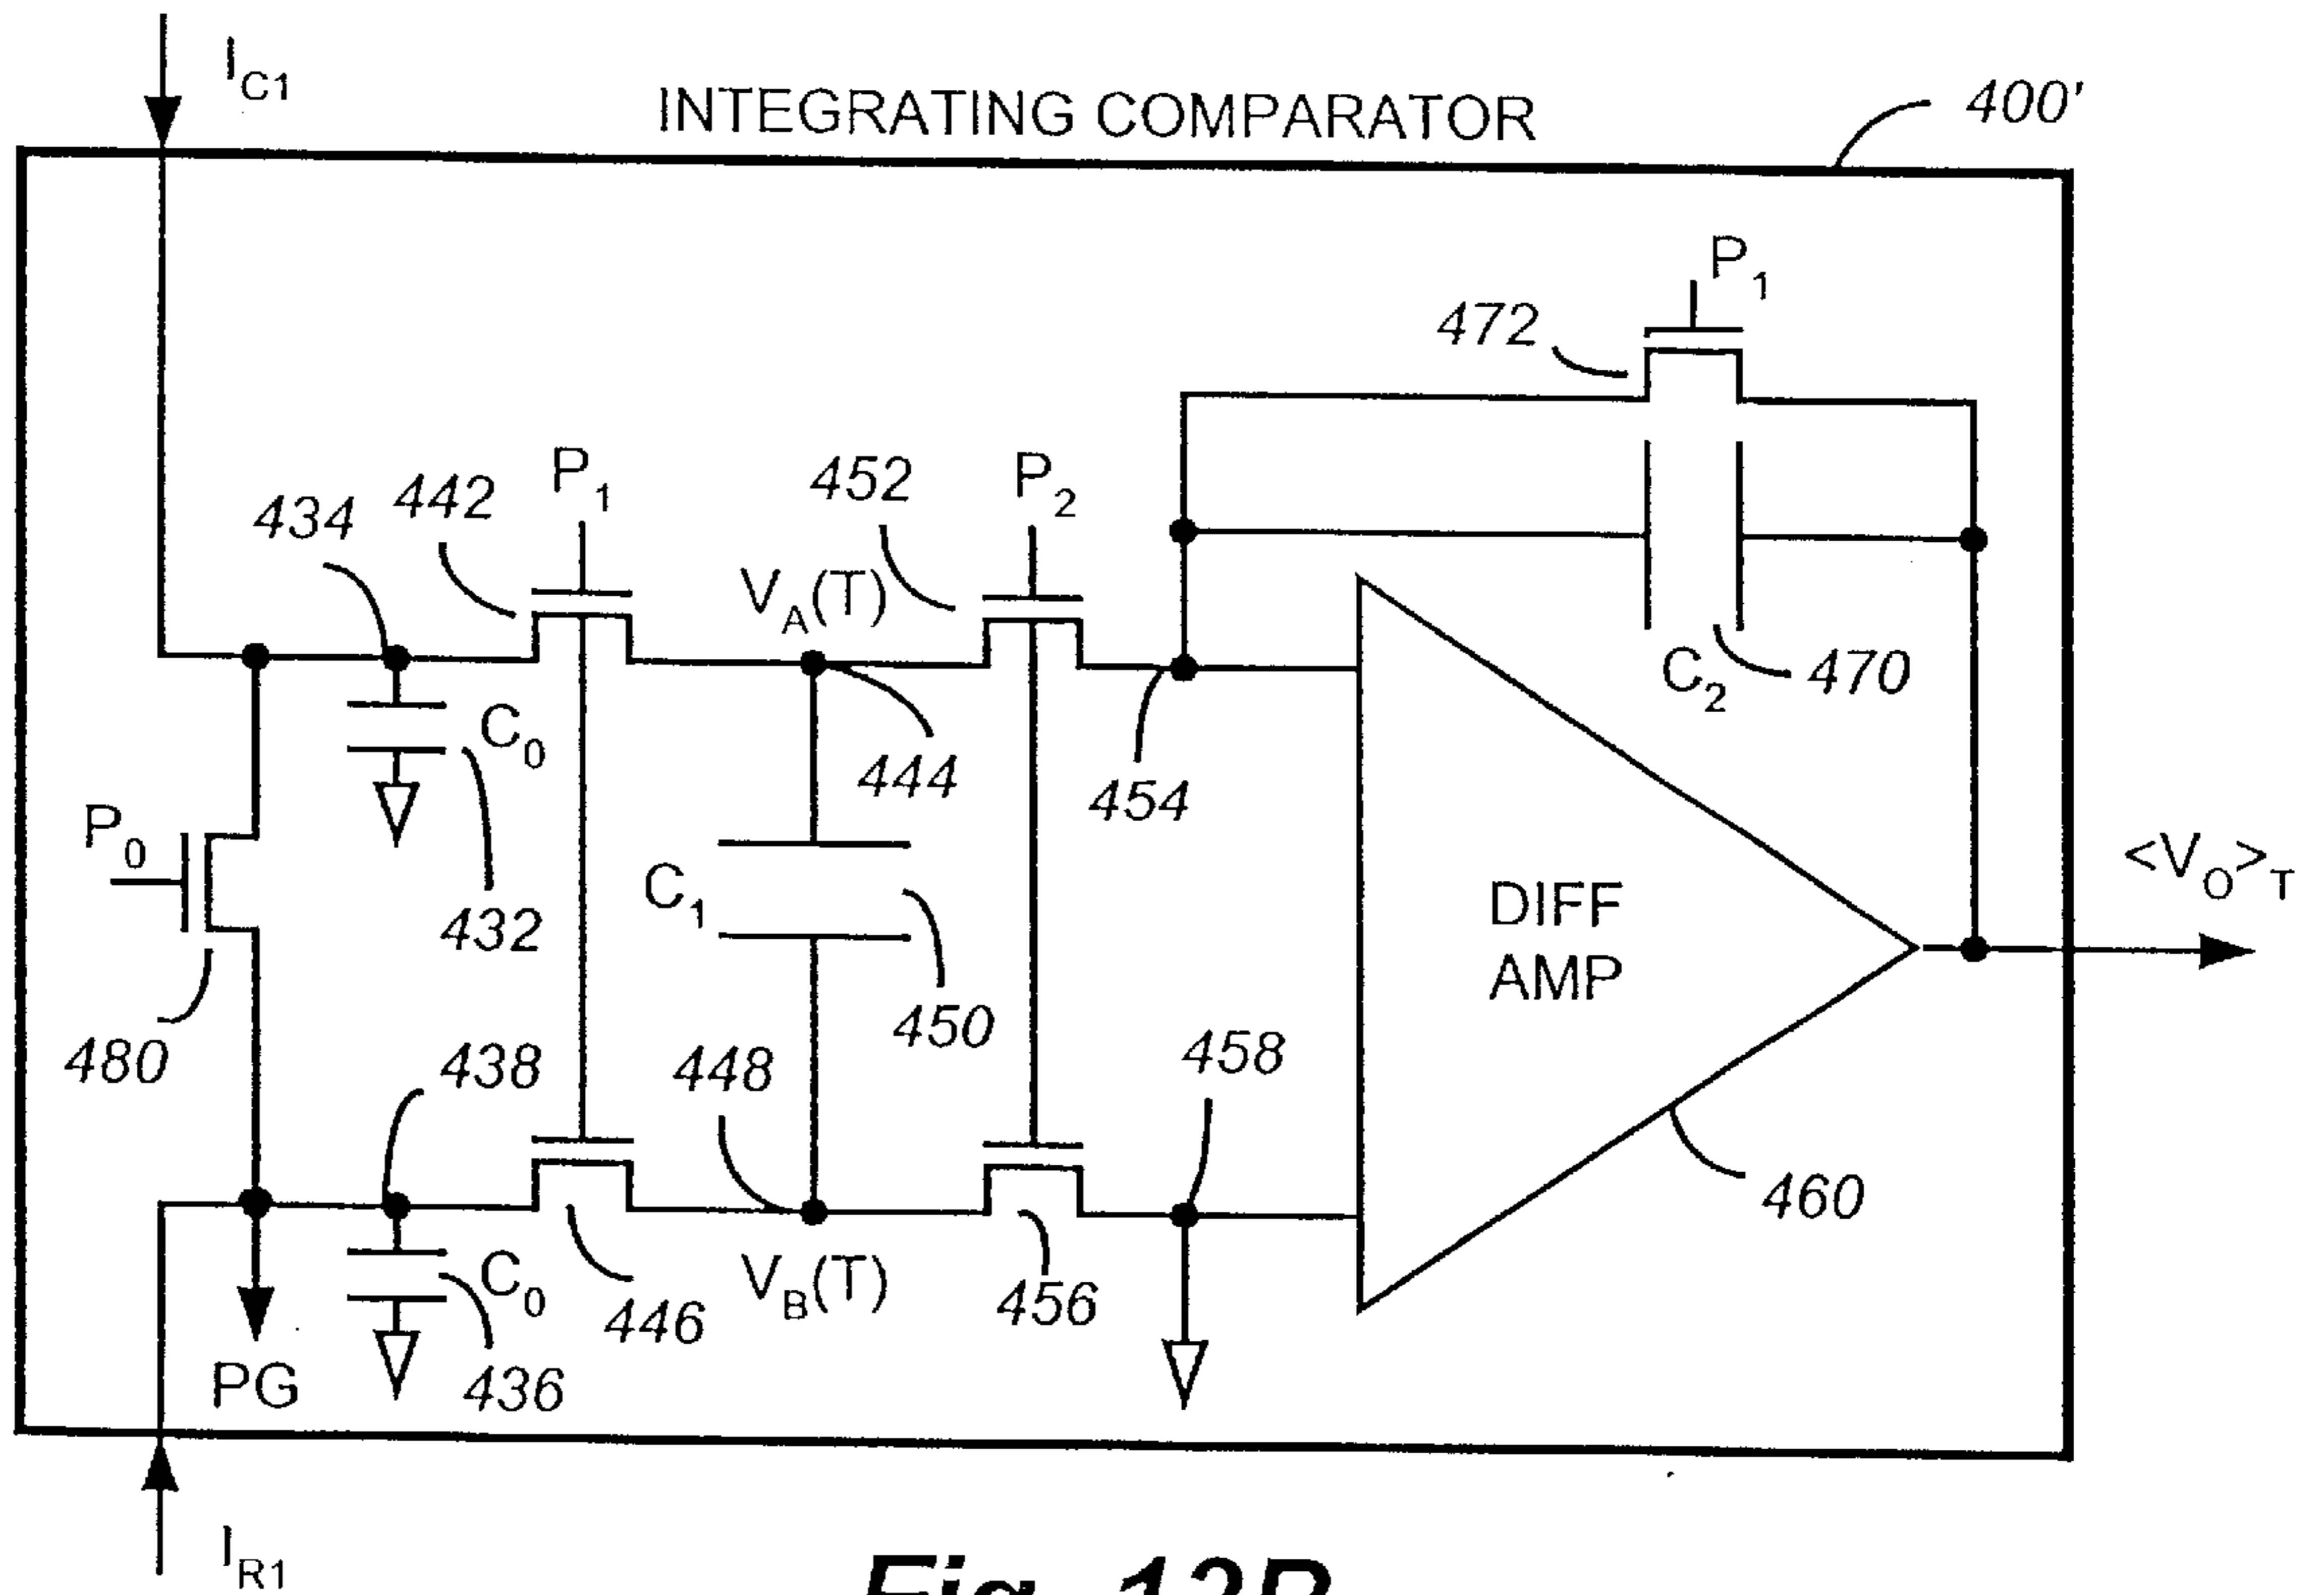 I_C1
INTEGRATING COMPARATOR
400'
P_1
472
P_1
452
P_2
442
434
V_A(T)
C_2
470
C_0
444
454
P_0
C_1
<V_O>_T
DIFF
AMP
432
450
480
438
448
458
460
C_0
V_B(T)
456
446
PG
436
I_R1